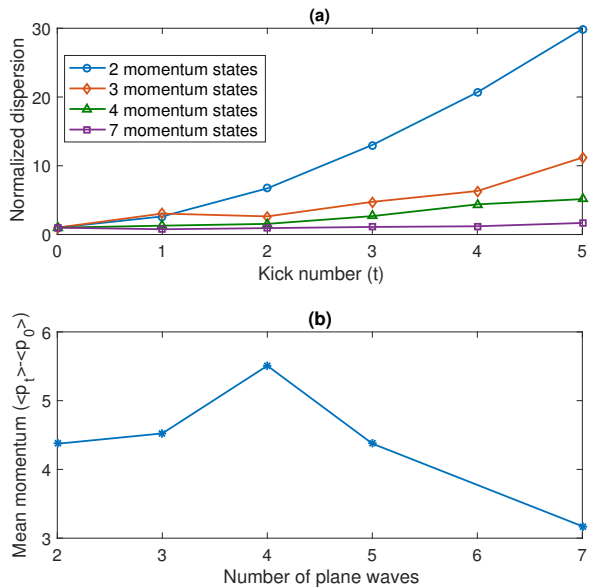 (a)
Normalized dispersion
30
20
10
0
2 momentum states
3 momentum states
4 momentum states
7 momentum states
0 1 2 3 4 5
Kick number (t)
(b)
Mean momentum (<p_t>-<p_0>)
6
5
4
3
2 3 4 5 6 7
Number of plane waves